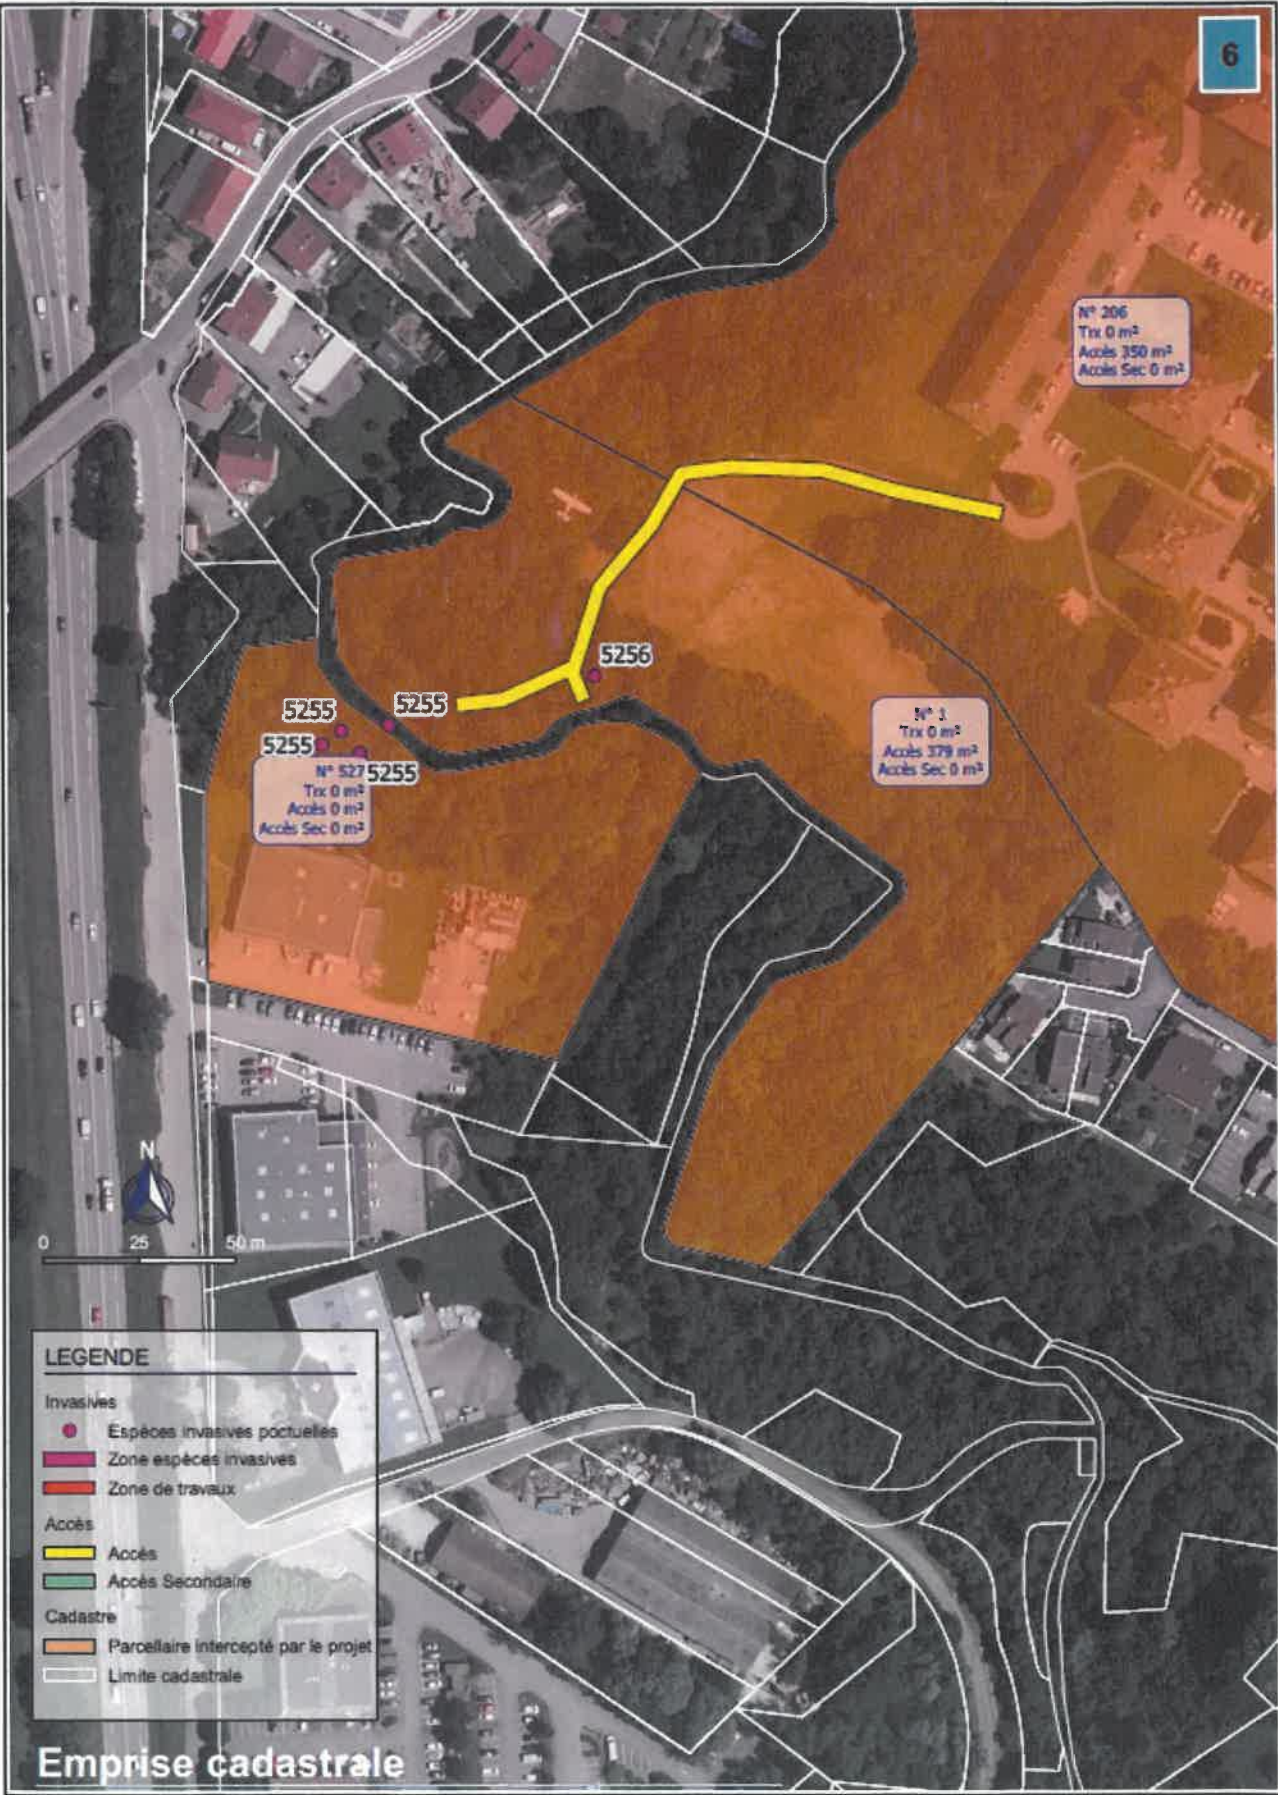 6
N° 206
Trx 0 m²
Accès 350 m²
Accès Sec 0 m²
5256
5255
5255
5255
5255
N° 1
Trx 0 m²
Accès 379 m²
Accès Sec 0 m²
N° 527
Trx 0 m²
Accès 0 m²
Accès Sec 0 m²
N
0 25 50 m
LEGENDE
Invasives
Espèces invasives poctuelles
Zone espèces invasives
Zone de travaux
Accès
Accès
Accès Secondaire
Cadastre
Parcellaire intercepté par le projet
Limite cadastrale
Emprise cadastrale